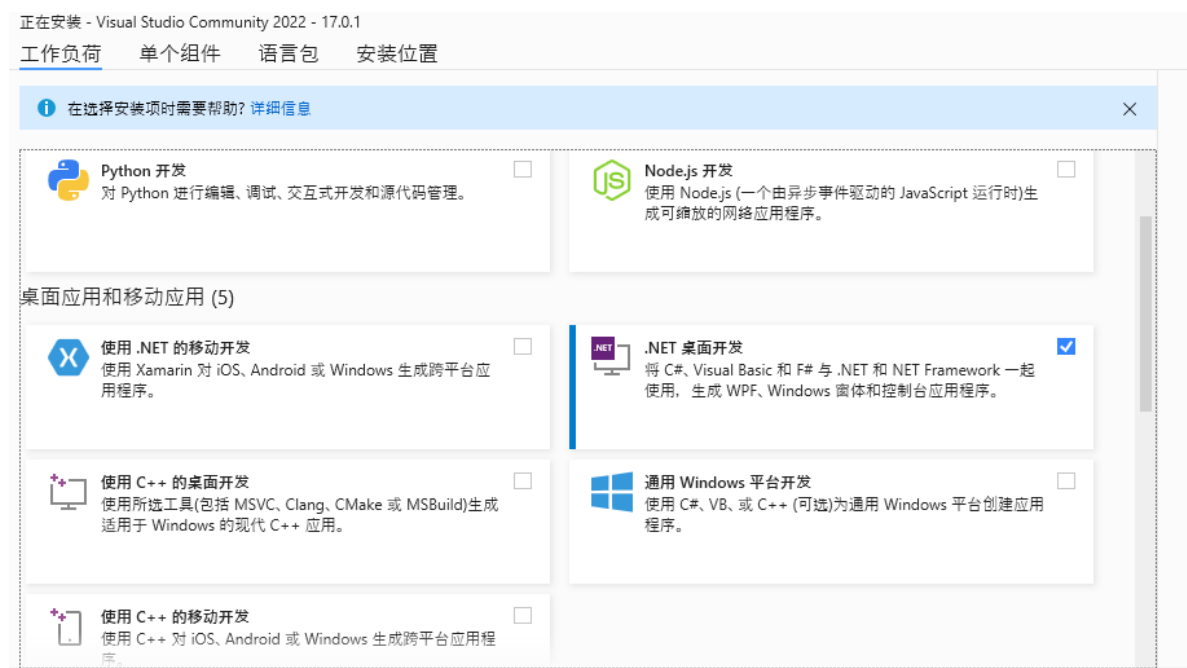 正在安装 - Visual Studio Community 2022 - 17.0.1
工作负荷 单个组件 语言包 安装位置
在选择安装项时需要帮助? 详细信息
Python 开发
对 Python 进行编辑、调试、交互式开发和源代码管理。
Node.js 开发
使用 Node.js (一个由异步事件驱动的 JavaScript 运行时)生
成可缩放的网络应用程序。
桌面应用和移动应用 (5)
使用 .NET 的移动开发
使用 Xamarin 对 iOS、Android 或 Windows 生成跨平台应
用程序。
.NET
.NET 桌面开发
将 C#、Visual Basic 和 F# 与 .NET 和 NET Framework 一起
使用，生成 WPF、Windows 窗体和控制台应用程序。
使用 C++ 的桌面开发
使用所选工具(包括 MSVC、Clang、CMake 或 MSBuild)生成
适用于 Windows 的现代 C++ 应用。
通用 Windows 平台开发
使用 C#、VB、或 C++ (可选)为通用 Windows 平台创建应用
程序。
使用 C++ 的移动开发
使用 C++ 对 iOS、Android 或 Windows 生成跨平台应用程
序。